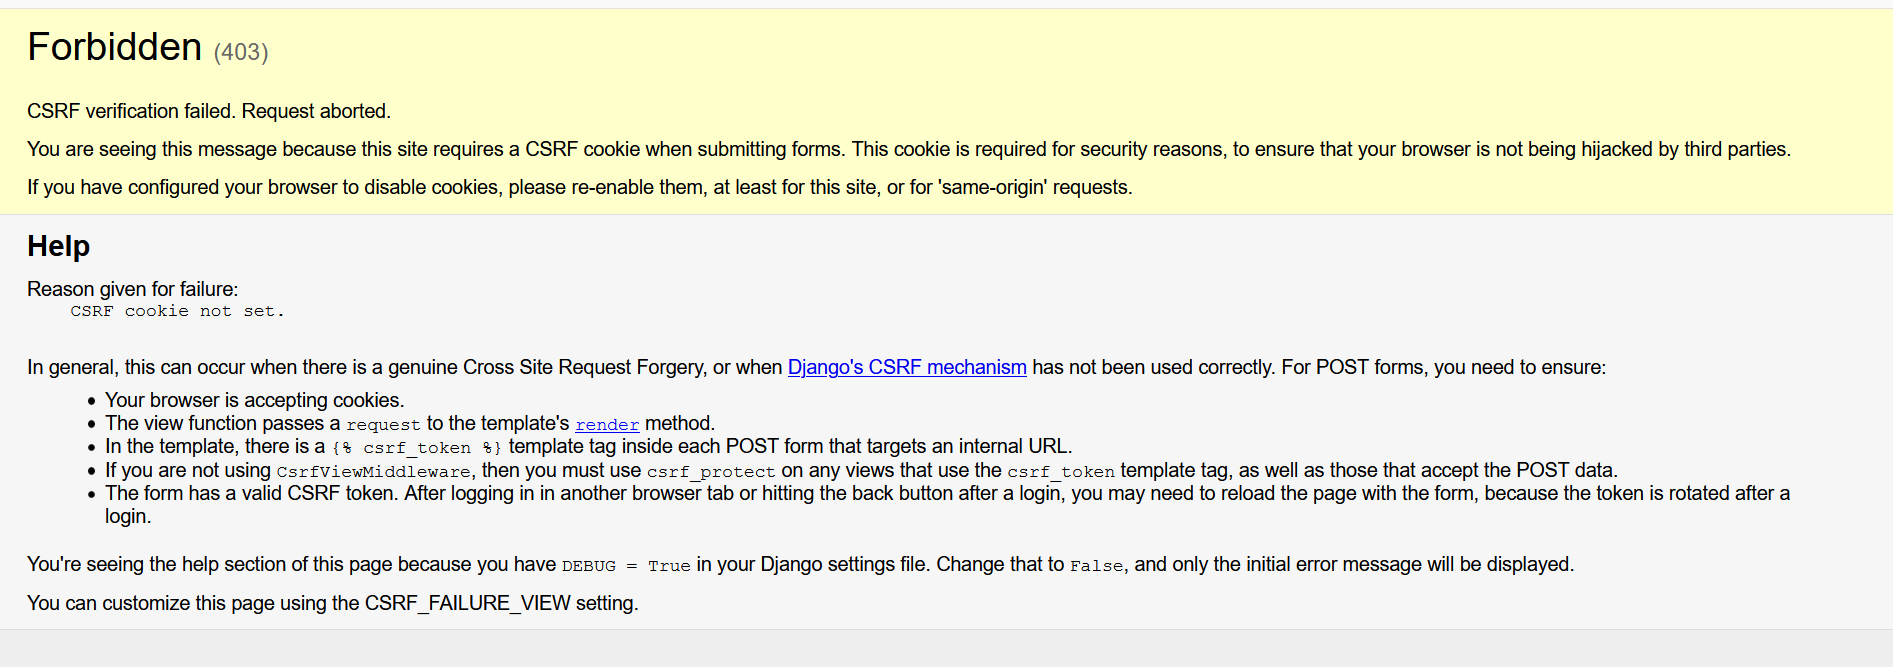 Forbidden (403)
CSRF verification failed. Request aborted.
You are seeing this message because this site requires a CSRF cookie when submitting forms. This cookie is required for security reasons, to ensure that your browser is not being hijacked by third parties.
If you have configured your browser to disable cookies, please re-enable them, at least for this site, or for 'same-origin' requests.
Help
Reason given for failure:
CSRF cookie not set.
In general, this can occur when there is a genuine Cross Site Request Forgery, or when Django's CSRF mechanism has not been used correctly. For POST forms, you need to ensure:
• Your browser is accepting cookies.
• The view function passes a request to the template's render method.
• In the template, there is a {% csrf_token %} template tag inside each POST form that targets an internal URL.
• If you are not using CsrfViewMiddleware, then you must use csrf_protect on any views that use the csrf_token template tag, as well as those that accept the POST data.
• The form has a valid CSRF token. After logging in in another browser tab or hitting the back button after a login, you may need to reload the page with the form, because the token is rotated after a
login.
You're seeing the help section of this page because you have DEBUG = True in your Django settings file. Change that to False, and only the initial error message will be displayed.
You can customize this page using the CSRF_FAILURE_VIEW setting.